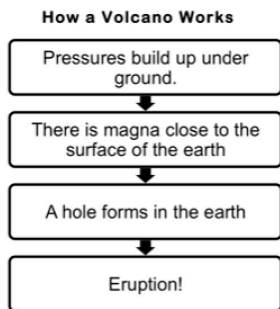 How a Volcano Works
Pressures build up under
ground.
There is magna close to the
surface of the earth
A hole forms in the earth
Eruption!